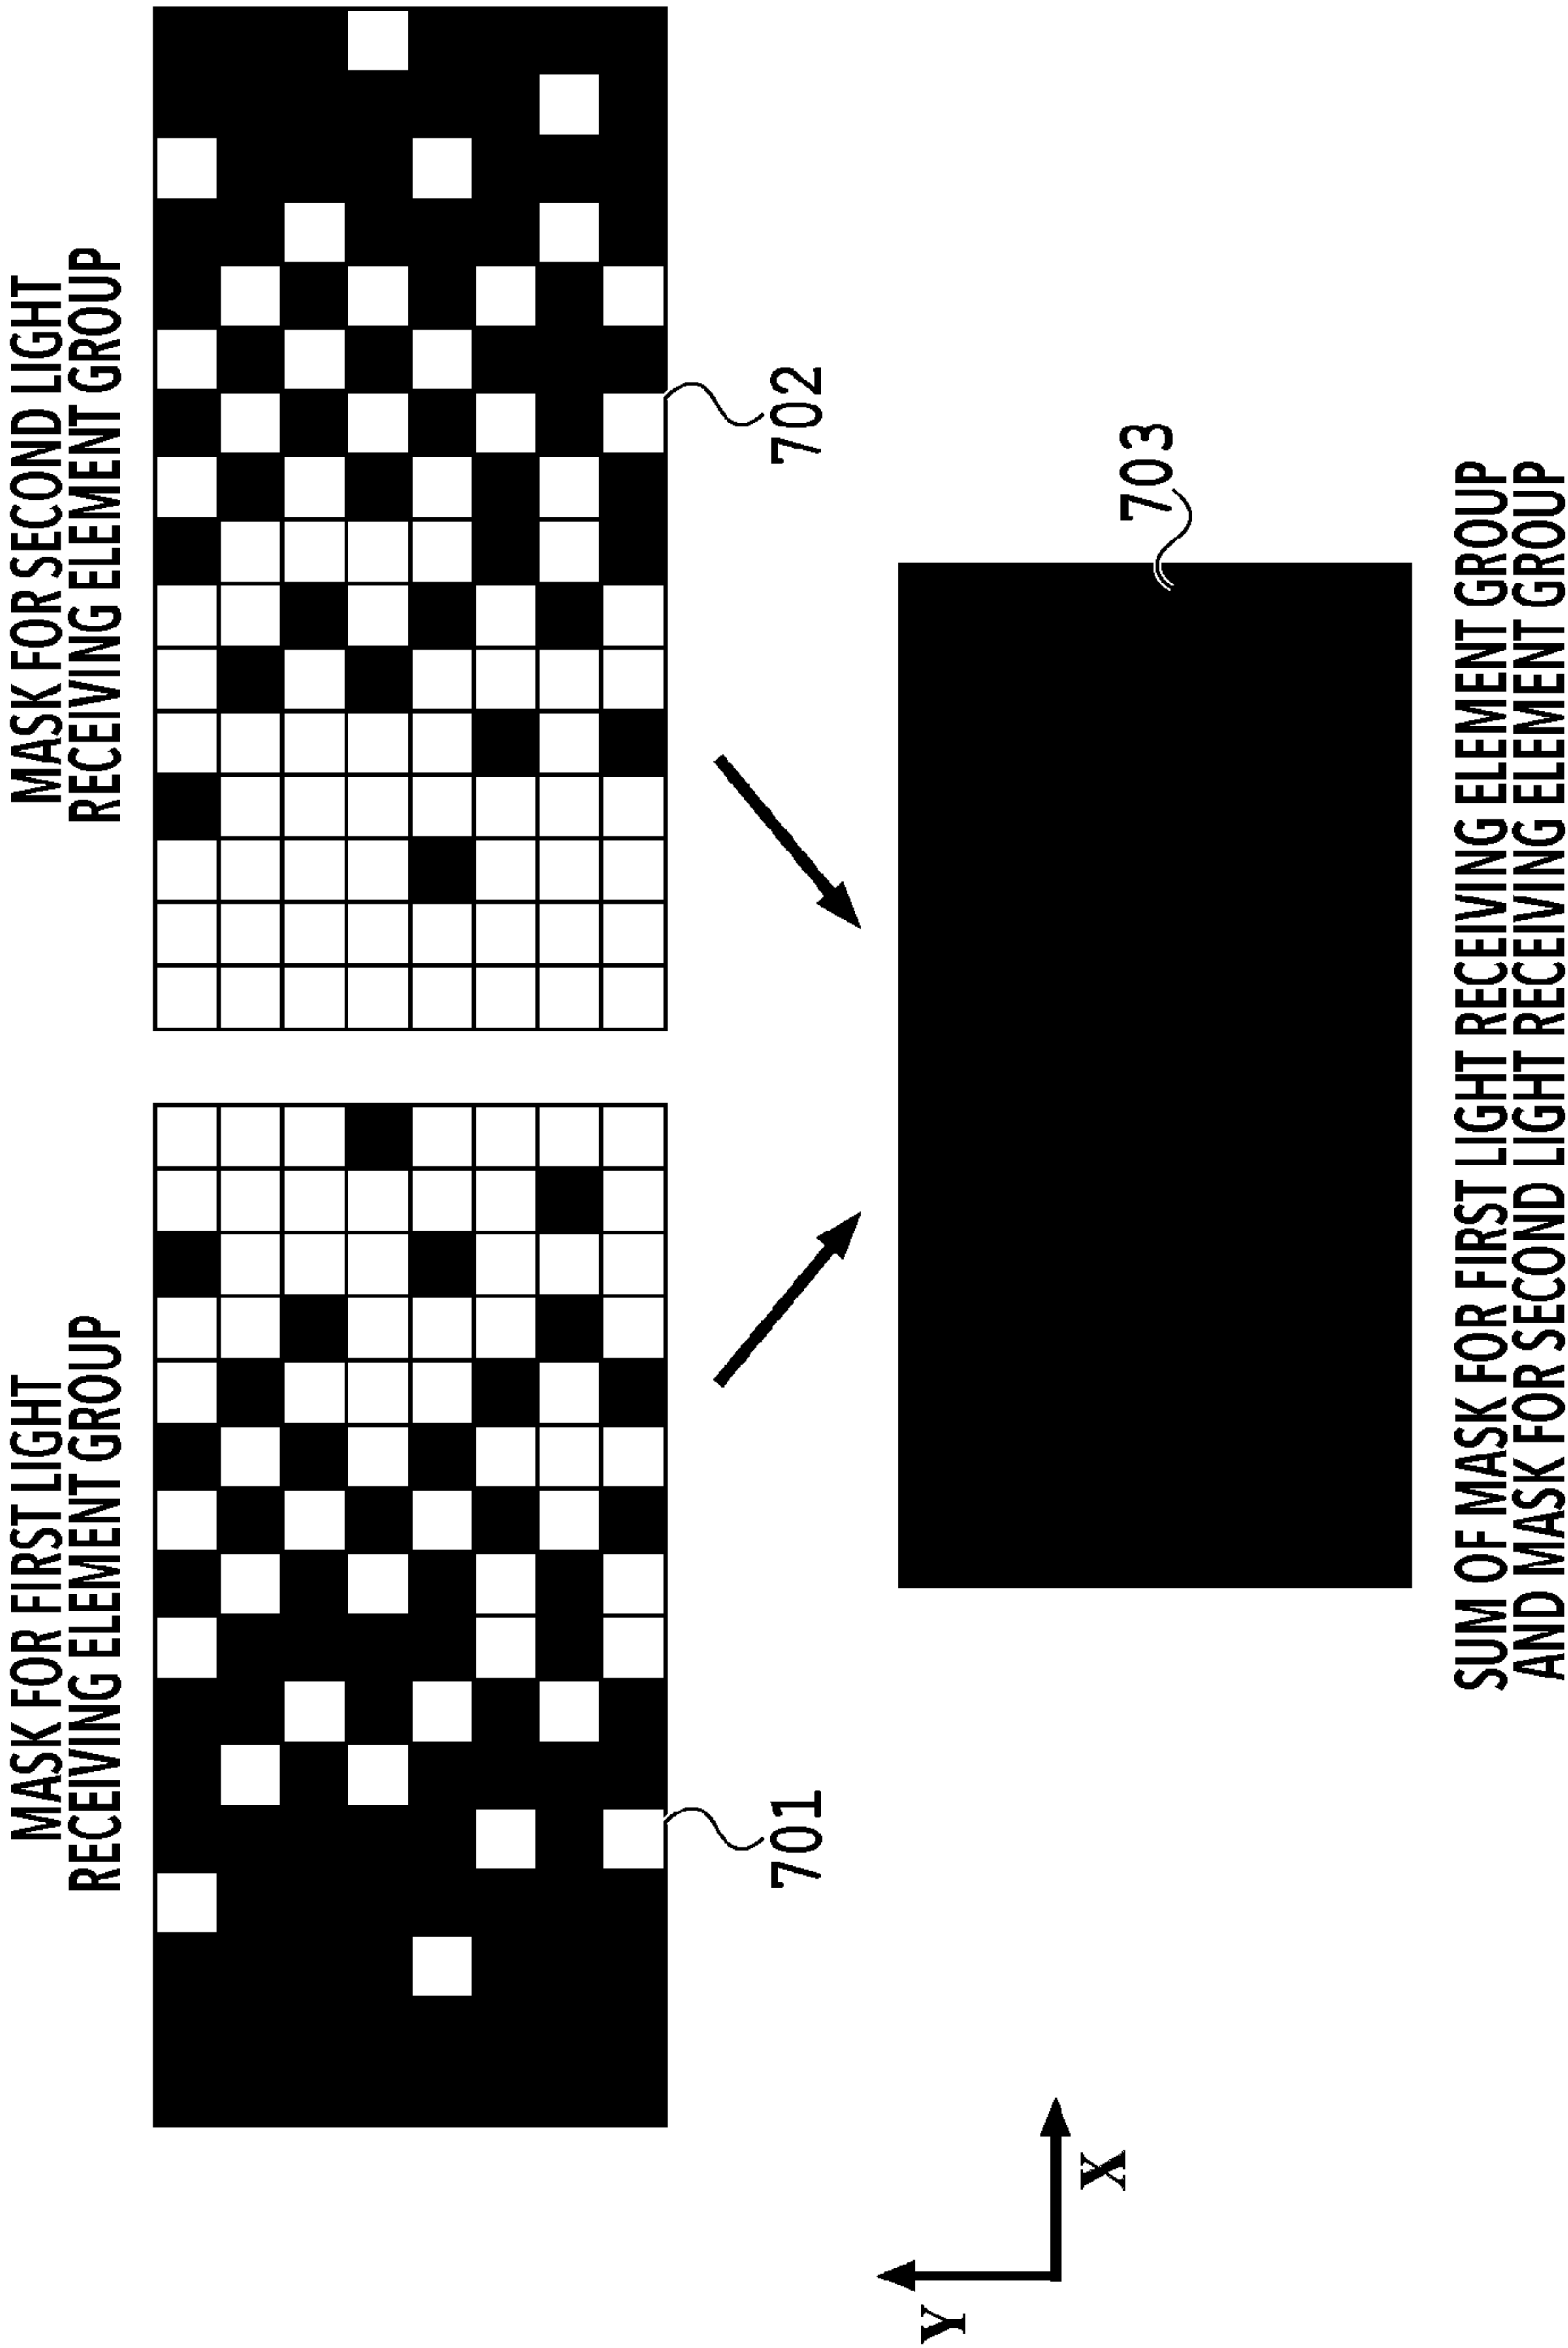 MASK FOR FIRST LIGHT
RECEIVING ELEMENT GROUP
MASK FOR SECOND LIGHT
RECEIVING ELEMENT GROUP
701
702
703
Y
X
SUM OF MASK FOR FIRST LIGHT RECEIVING ELEMENT GROUP
AND MASK FOR SECOND LIGHT RECEIVING ELEMENT GROUP